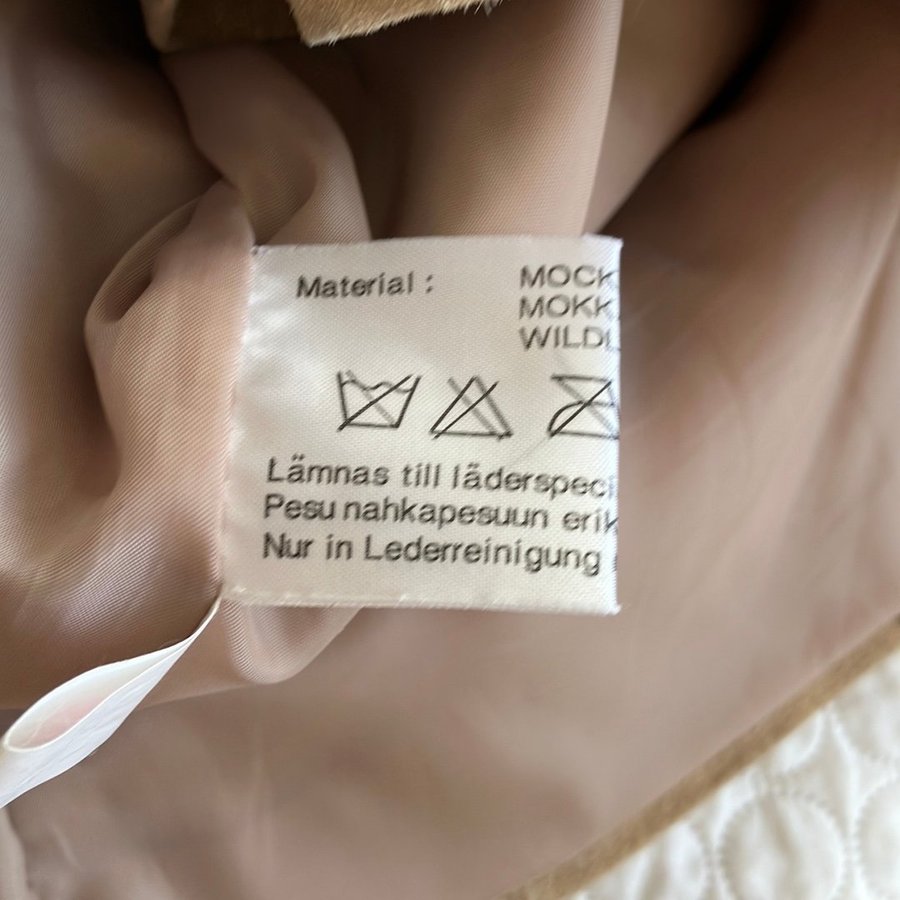 Material : MOCK
MOKK
WILDL
Lämnas till läderspeci
Pesu nahkapesuun erik
Nur in Lederreinigung